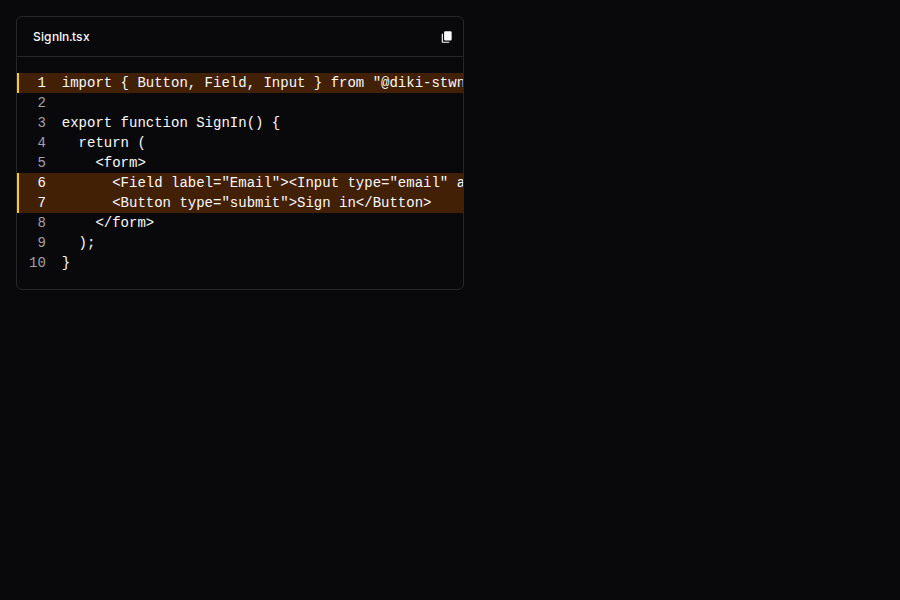 SignIn.tsx
1 import { Button, Field, Input } from "@diki-stwn
2
3 export function SignIn() {
4   return (
5     <form>
6       <Field label="Email"><Input type="email" a
7       <Button type="submit">Sign in</Button>
8     </form>
9   );
10 }